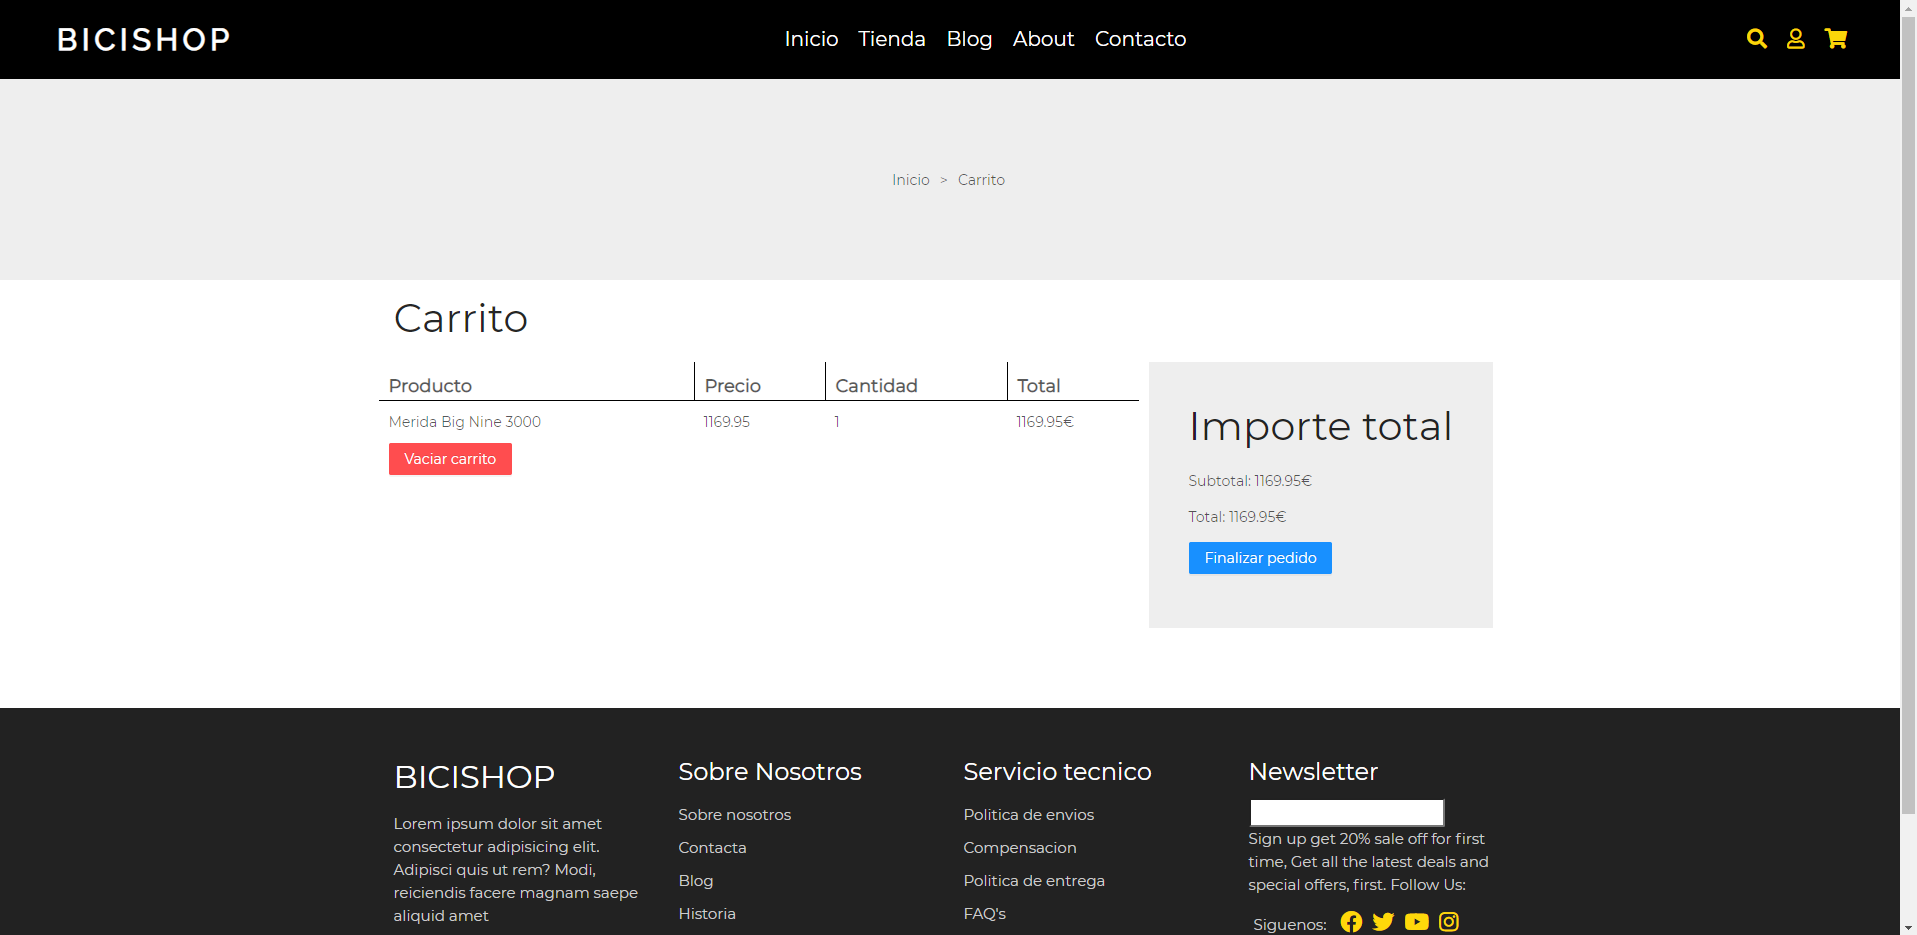 BICISHOP
Inicio Tienda Blog About Contacto
Inicio > Carrito
Carrito
Producto Precio Cantidad Total
Merida Big Nine 3000 1169.95 1 1169.95€
Vaciar carrito
Importe total
Subtotal: 1169.95€
Total: 1169.95€
Finalizar pedido
BICISHOP
Lorem ipsum dolor sit amet
consectetur adipisicing elit.
Adipisci quis ut rem? Modi,
reiciendis facere magnam saepe
aliquid amet
Sobre Nosotros
Sobre nosotros
Contacta
Blog
Historia
Servicio tecnico
Politica de envios
Compensacion
Politica de entrega
FAQ's
Newsletter
Sign up get 20% sale off for first
time, Get all the latest deals and
special offers, first. Follow Us:
Siguenos: